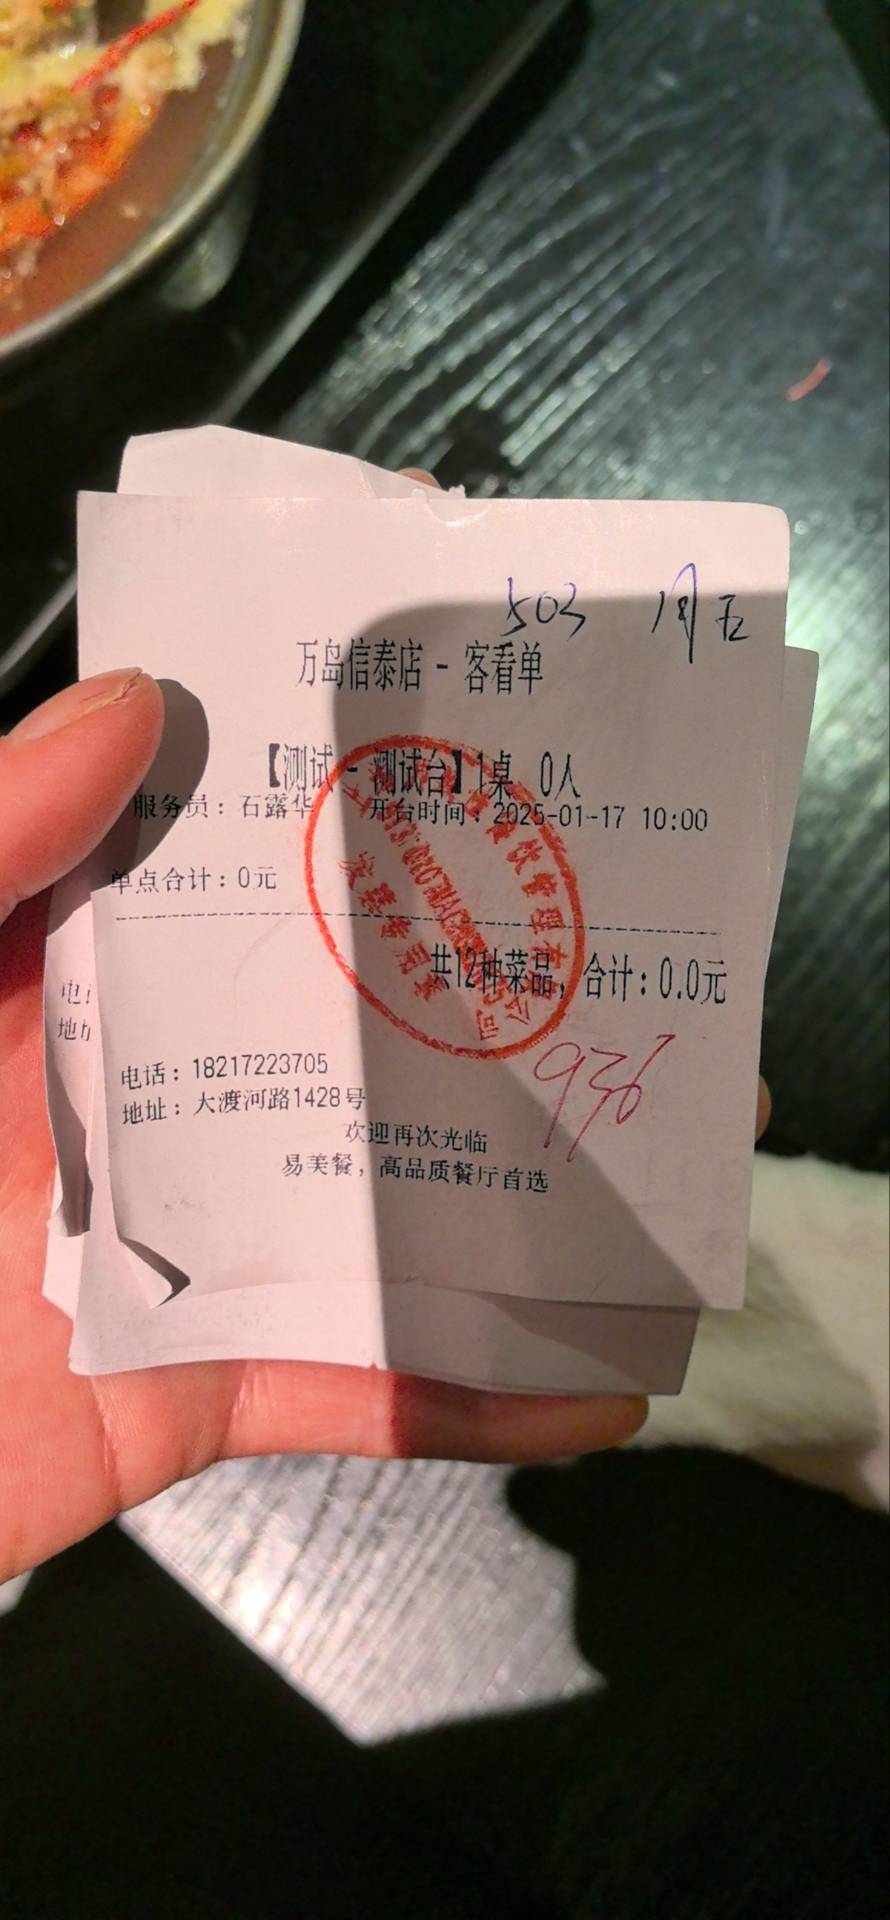 503 周五
万岛信泰店 - 客看单
【测试 - 测试台】1桌 0人
服务员：石露华 开台时间：2025-01-17 10:00
单点合计：0元
共12种菜品，合计：0.0元
936
电话：18217223705
地址：大渡河路1428号
欢迎再次光临
易美餐，高品质餐厅首选
电
地